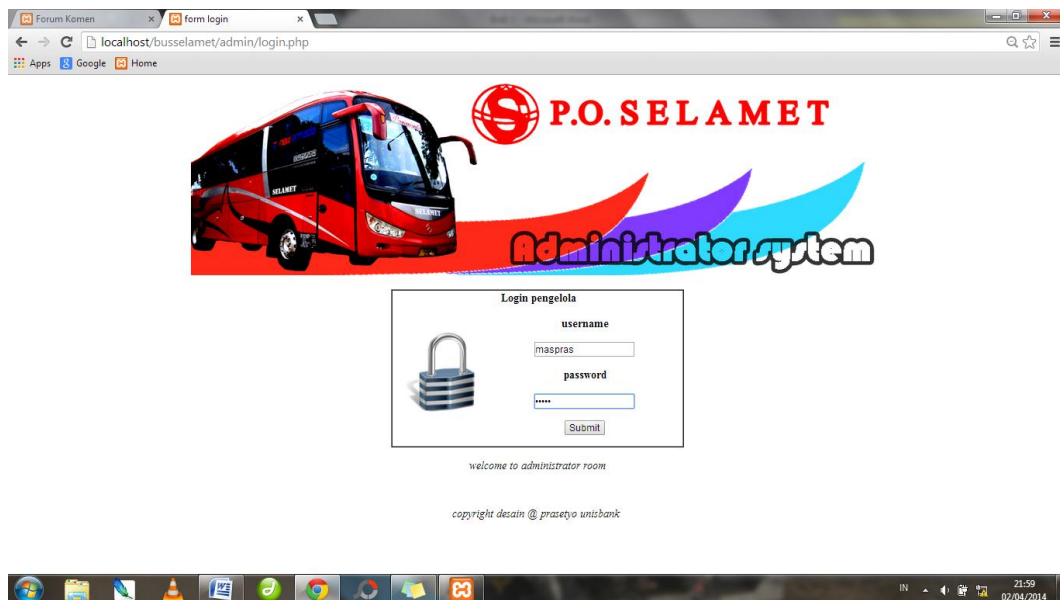 Forum Komen
form login
localhost/busselamet/admin/login.php
Apps Google Home
P.O. SELAMET
SELAMET
SELAMET
Administrator system
Login pengelola
username
maspras
password
•••••
Submit
welcome to administrator room
copyright desain @ prasetyo unisbank
IN
21:59
02/04/2014